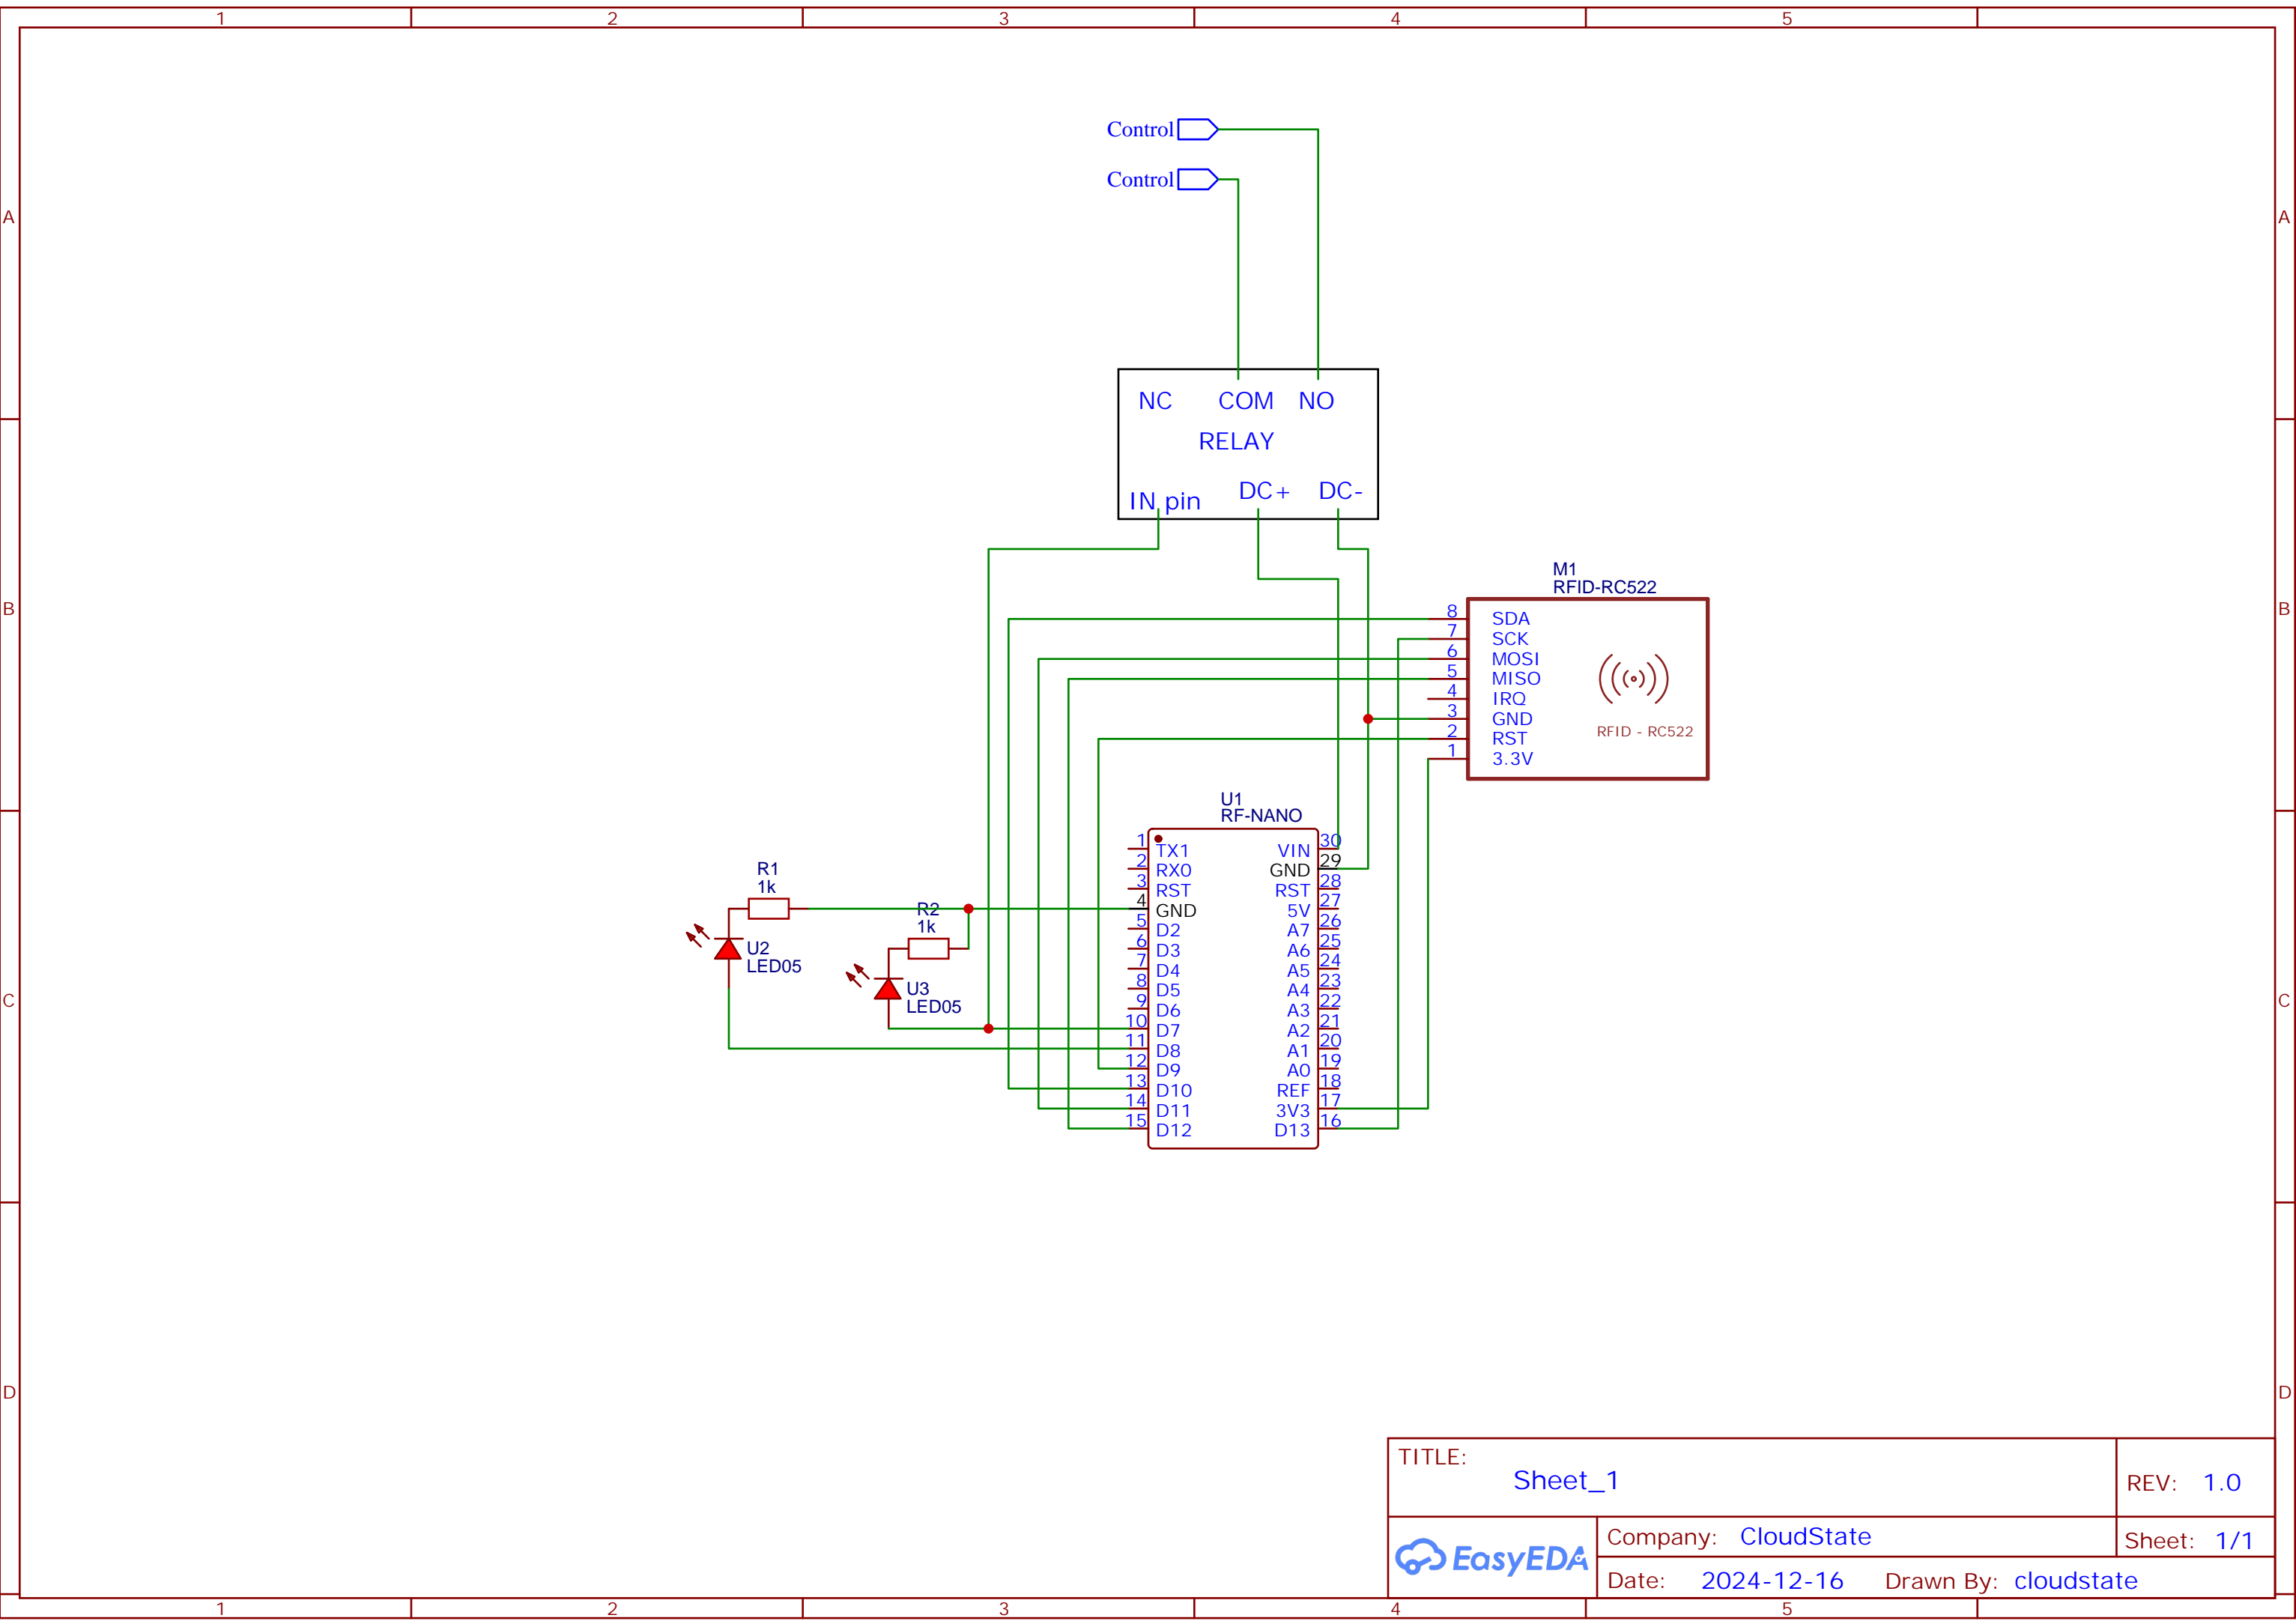 1 2 3 4 5
Control
Control
A A
NC COM NO
RELAY
IN pin DC+ DC-
M1
RFID-RC522
B B
8 SDA
7 SCK
6 MOSI
5 MISO
4 IRQ
3 GND
2 RST
1 3.3V
RFID - RC522
U1
RF-NANO
1 TX1 VIN 30
2 RX0 GND 29
3 RST RST 28
4 GND 5V 27
5 D2 A7 26
6 D3 A6 25
7 D4 A5 24
8 D5 A4 23
9 D6 A3 22
10 D7 A2 21
11 D8 A1 20
12 D9 A0 19
13 D10 REF 18
14 D11 3V3 17
15 D12 D13 16
R1
1k
R2
1k
U2
LED05
U3
LED05
C C
D D
TITLE:
Sheet_1
REV: 1.0
EasyEDA
Company: CloudState
Sheet: 1/1
Date: 2024-12-16 Drawn By: cloudstate
1 2 3 4 5